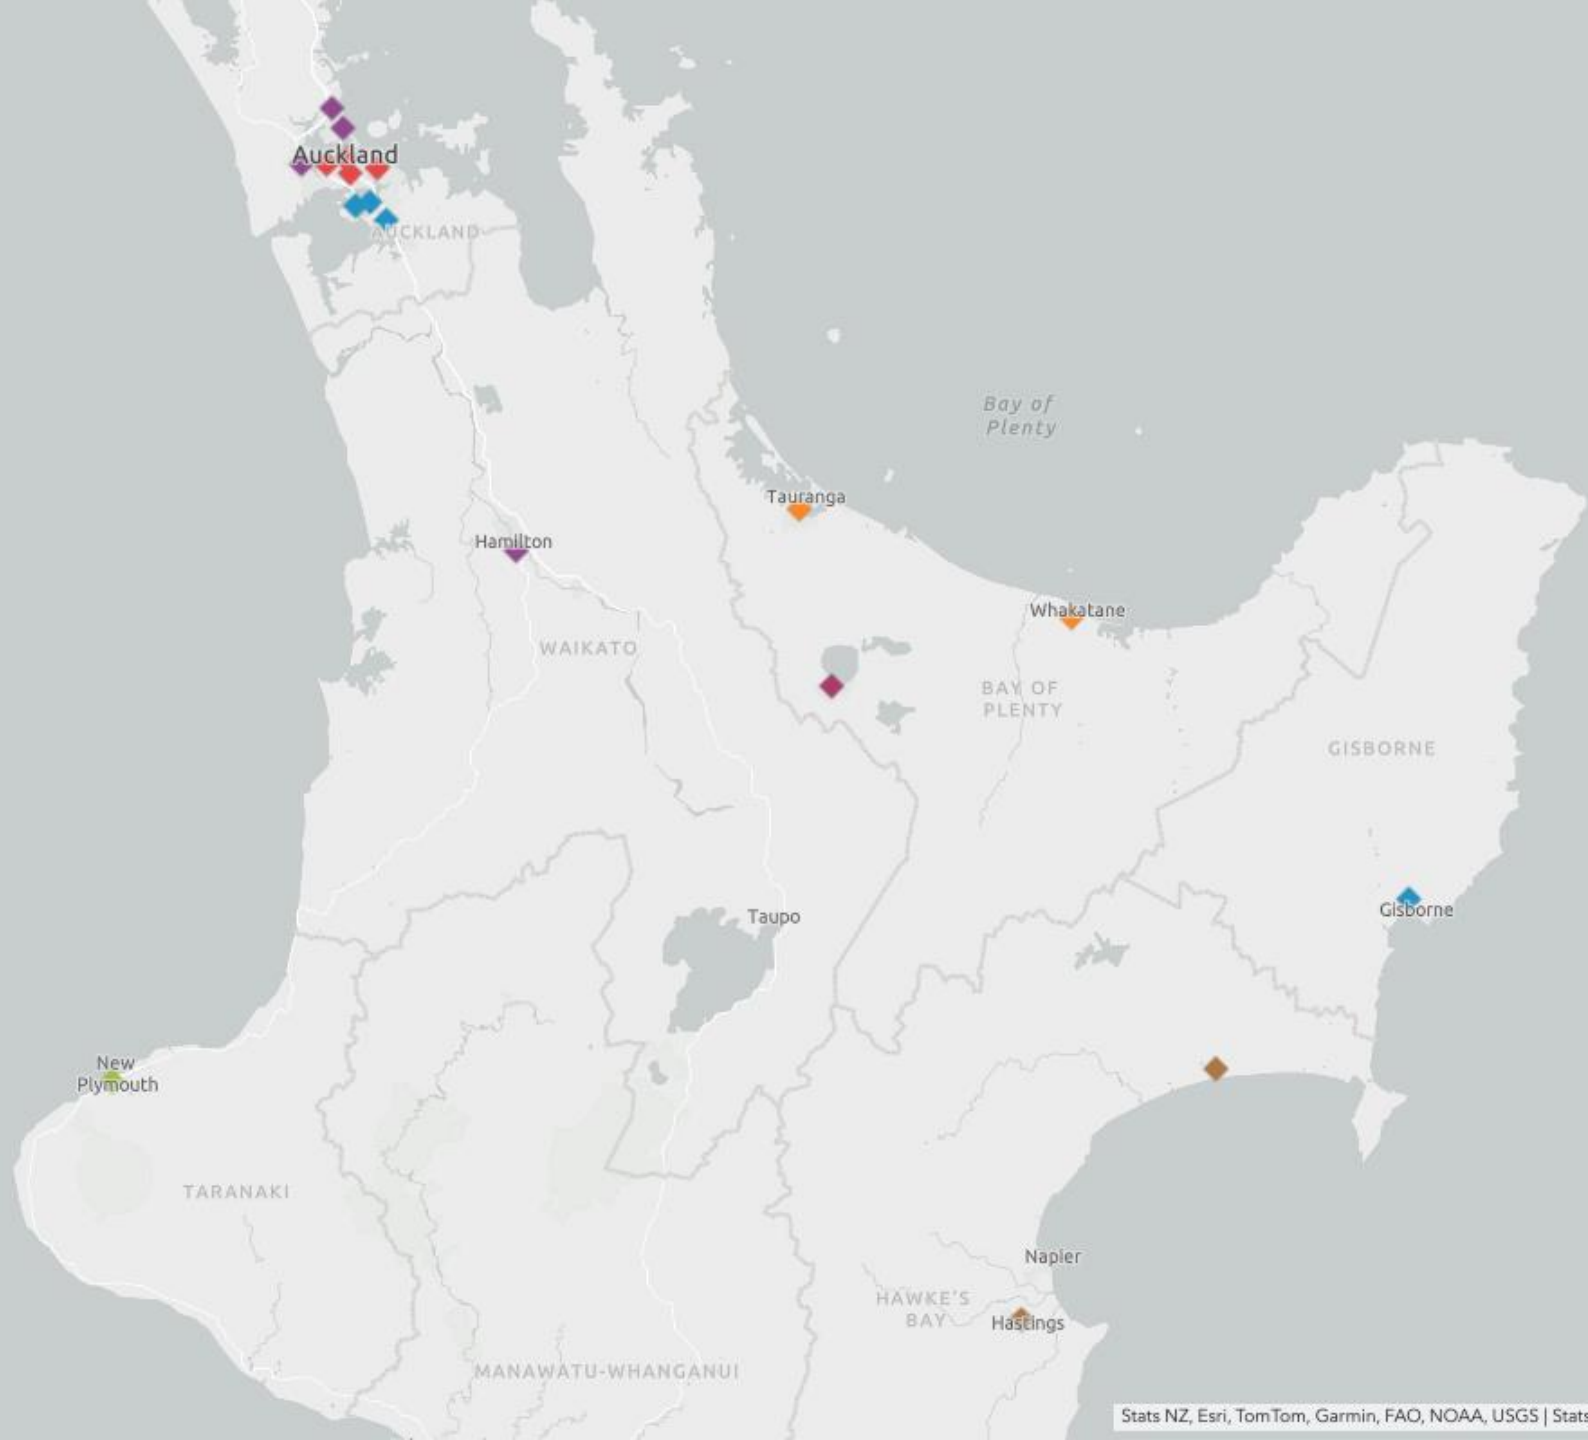 Auckland
AUCKLAND
Bay of
Plenty
Tauranga
Hamilton
Whakatane
WAIKATO
BAY OF
PLENTY
GISBORNE
Gisborne
Taupo
New
Plymouth
TARANAKI
Napier
HAWKE'S
BAY
Hastings
MANAWATU-WHANGANUI
Stats NZ, Esri, TomTom, Garmin, FAO, NOAA, USGS | Stats